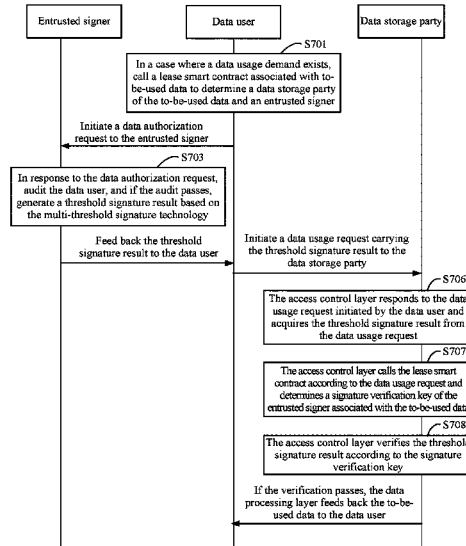 Entrusted signer
Data user
Data storage party
S701
In a case where a data usage demand exists,
call a lease smart contract associated with to-
be-used data to determine a data storage party
of the to-be-used data and an entrusted signer
Initiate a data authorization
request to the entrusted signer
S703
In response to the data authorization request,
audit the data user, and if the audit passes,
generate a threshold signature result based on
the multi-threshold signature technology
Feed back the threshold
signature result to the data user
Initiate a data usage request carrying
the threshold signature result to the
data storage party
S706
The access control layer responds to the data
usage request initiated by the data user and
acquires the threshold signature result from
the data usage request
S707
The access control layer calls the lease smart
contract according to the data usage request and
determines a signature verification key of the
entrusted signer associated with the to-be-used data
S708
The access control layer verifies the threshold
signature result according to the signature
verification key
If the verification passes, the data
processing layer feeds back the to-be-
used data to the data user